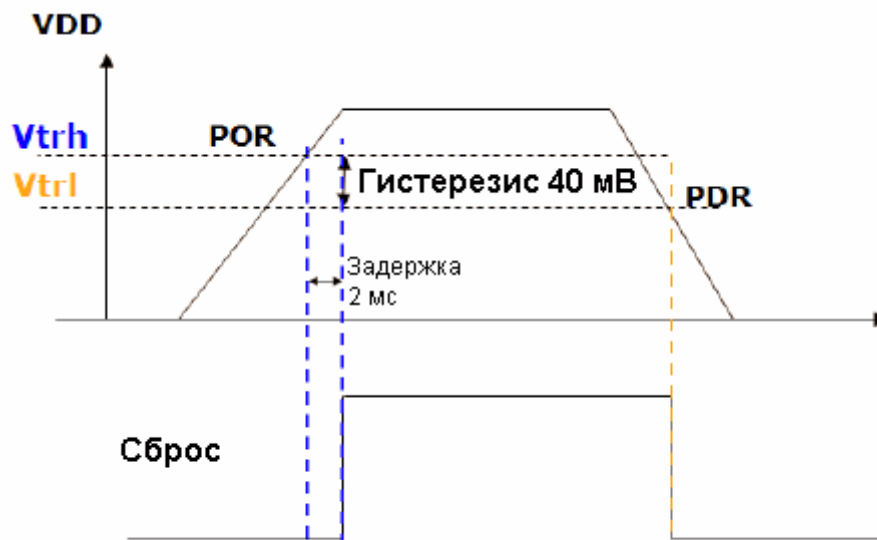 VDD
Vtrh
POR
Vtrl
Гистерезис 40 мВ
PDR
Задержка
2 мс
Сброс